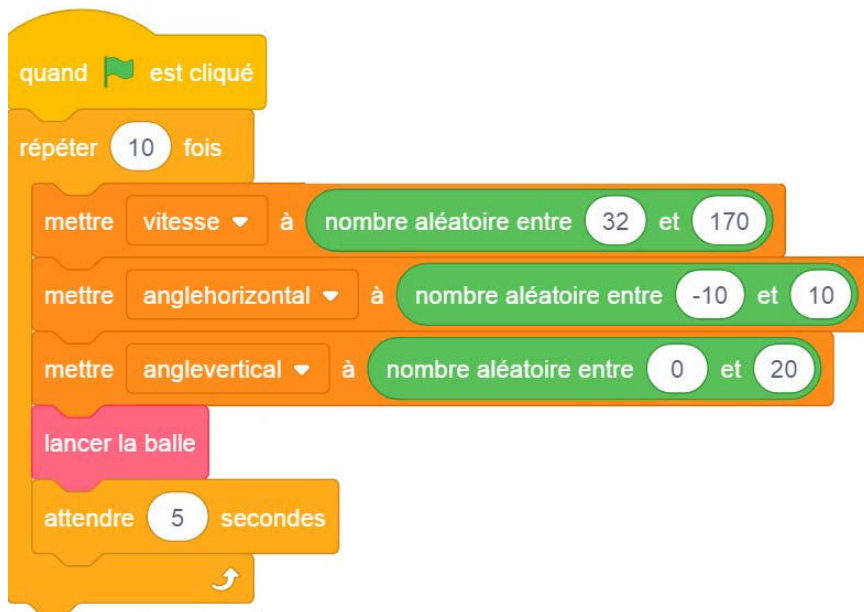 quand est cliqué
répéter 10 fois
mettre vitesse à nombre aléatoire entre 32 et 170
mettre anglehorizontal à nombre aléatoire entre -10 et 10
mettre anglevertical à nombre aléatoire entre 0 et 20
lancer la balle
attendre 5 secondes